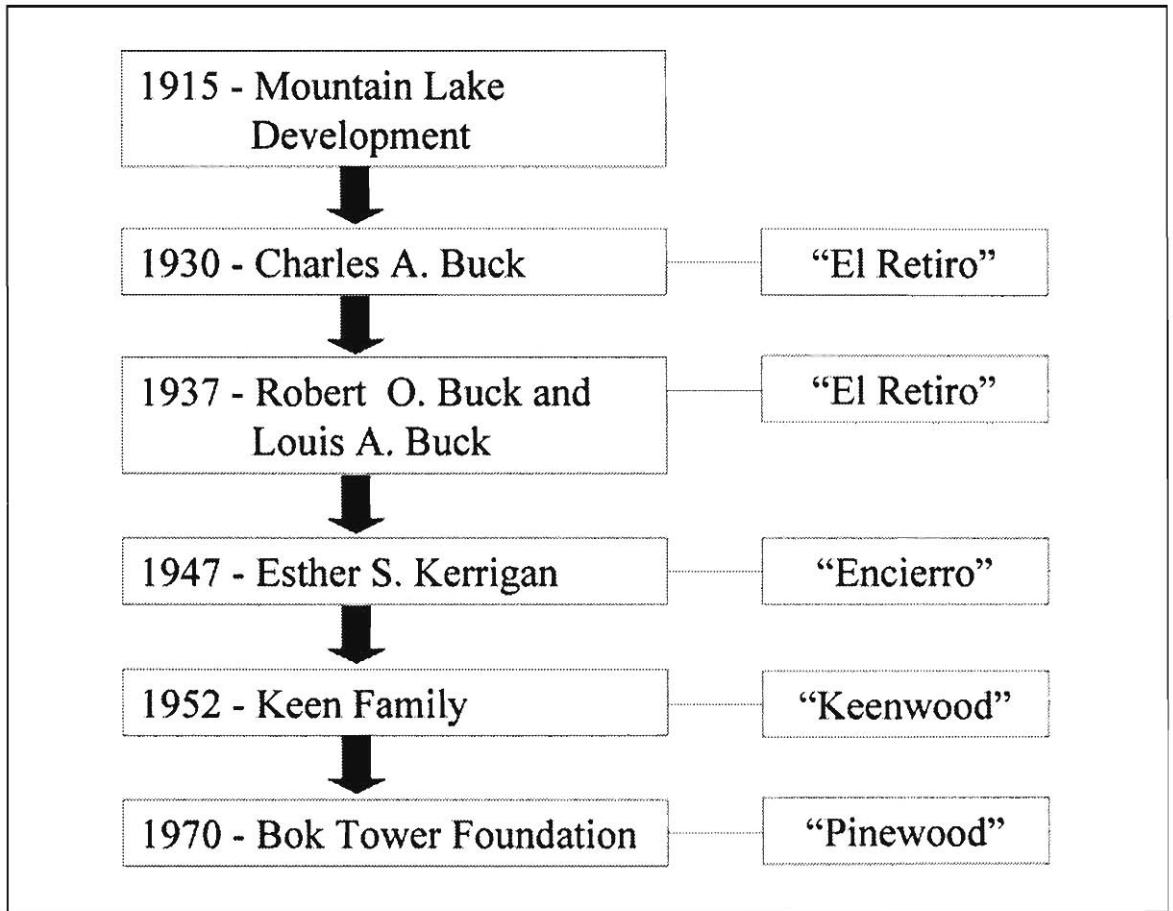 1915 - Mountain Lake
Development
1930 - Charles A. Buck
“El Retiro”
1937 - Robert O. Buck and
Louis A. Buck
“El Retiro”
1947 - Esther S. Kerrigan
“Encierro”
1952 - Keen Family
“Keenwood”
1970 - Bok Tower Foundation
“Pinewood”